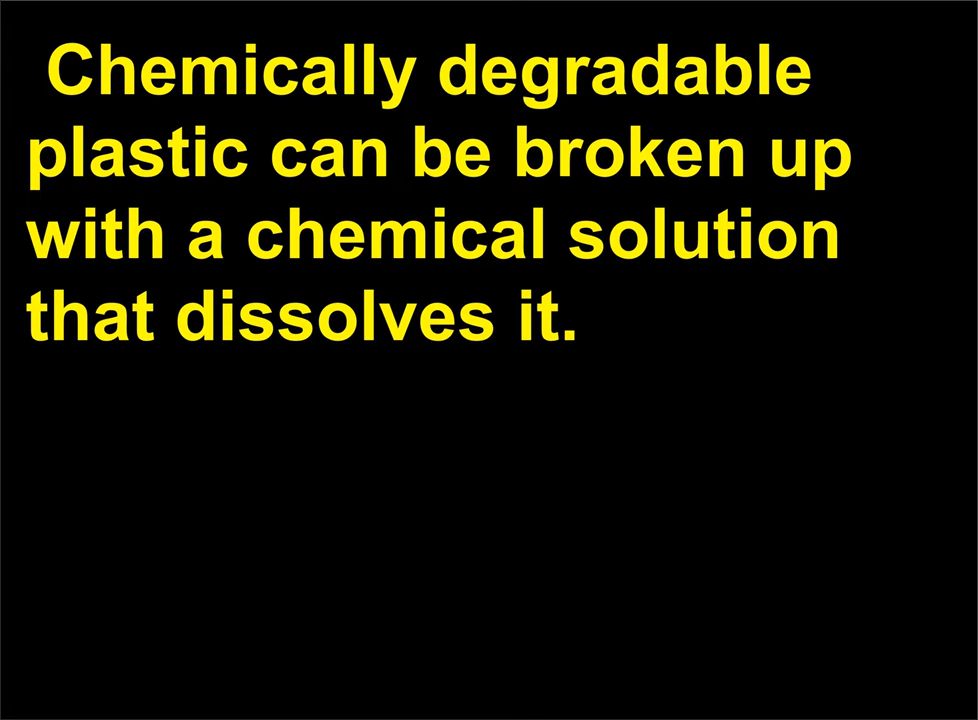 Chemically degradable
plastic can be broken up
with a chemical solution
that dissolves it.